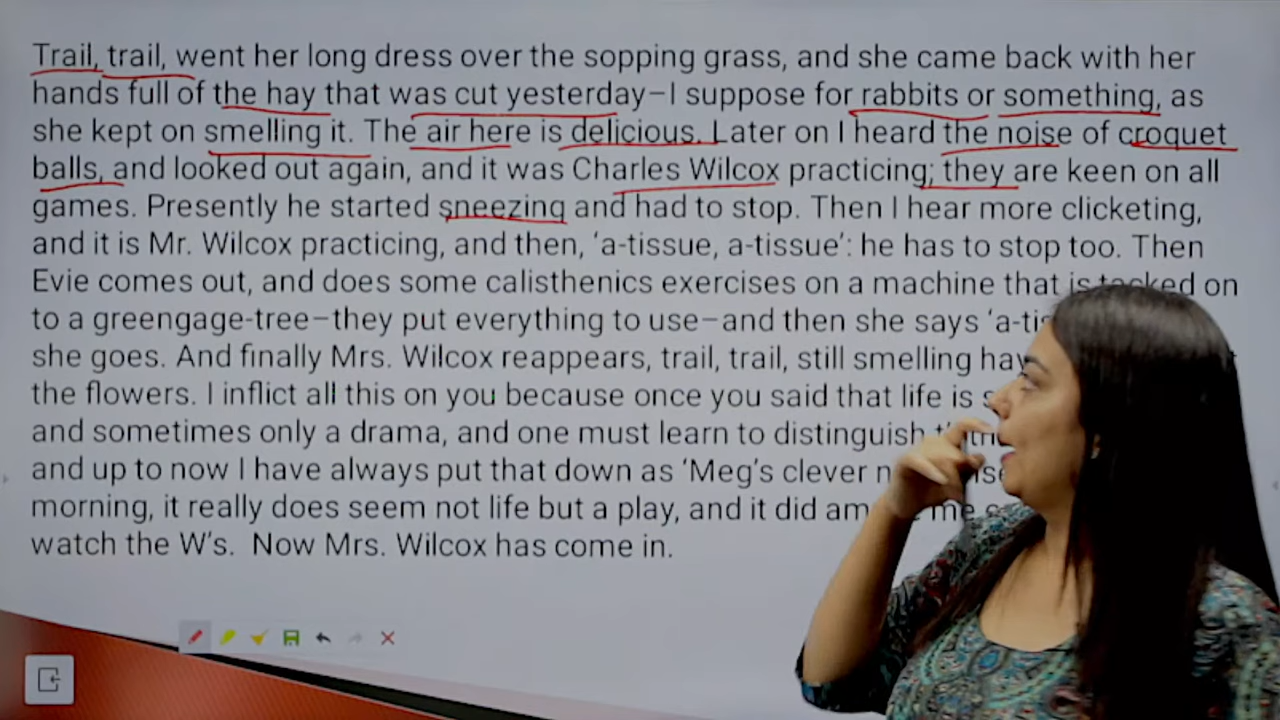 Trail, trail, went her long dress over the sopping grass, and she came back with her
hands full of the hay that was cut yesterday–I suppose for rabbits or something, as
she kept on smelling it. The air here is delicious. Later on I heard the noise of croquet
balls, and looked out again, and it was Charles Wilcox practicing; they are keen on all
games. Presently he started sneezing and had to stop. Then I hear more clicketing,
and it is Mr. Wilcox practicing, and then, ‘a-tissue, a-tissue’: he has to stop too. Then
Evie comes out, and does some calisthenics exercises on a machine that is tacked on
to a greengage-tree–they put everything to use–and then she says
she goes. And finally Mrs. Wilcox reappears, trail, trail, still smelling hay
the flowers. I inflict all this on you because once you said that life is
and sometimes only a drama, and one must learn to distinguish
and up to now I have always put that down as ‘Meg’s clever
morning, it really does seem not life but a play, and it did me
watch the W’s. Now Mrs. Wilcox has come in.